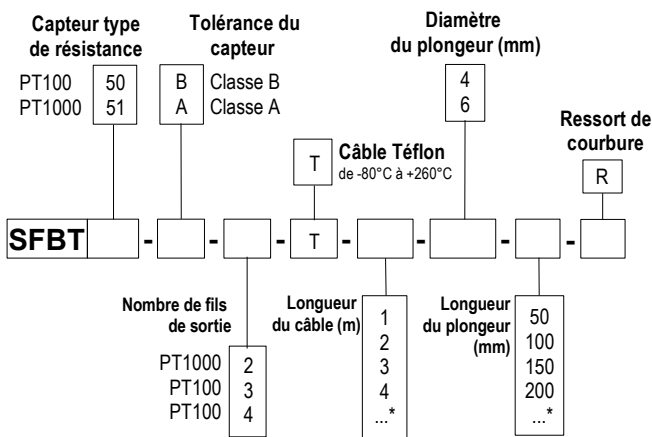 Capteur type
de résistance
PT100 50
PT1000 51
Tolérance du
capteur
B Classe B
A Classe A
Diamètre
du plongeur (mm)
4
6
Ressort de
courbure
R
T Câble Téflon
de -80°C à +260°C
SFBT - - - T - - - -
Nombre de fils
de sortie
PT1000 2
PT100 3
PT100 4
Longueur
du câble (m)
1
2
3
4
...*
Longueur
du plongeur
(mm)
50
100
150
200
...*